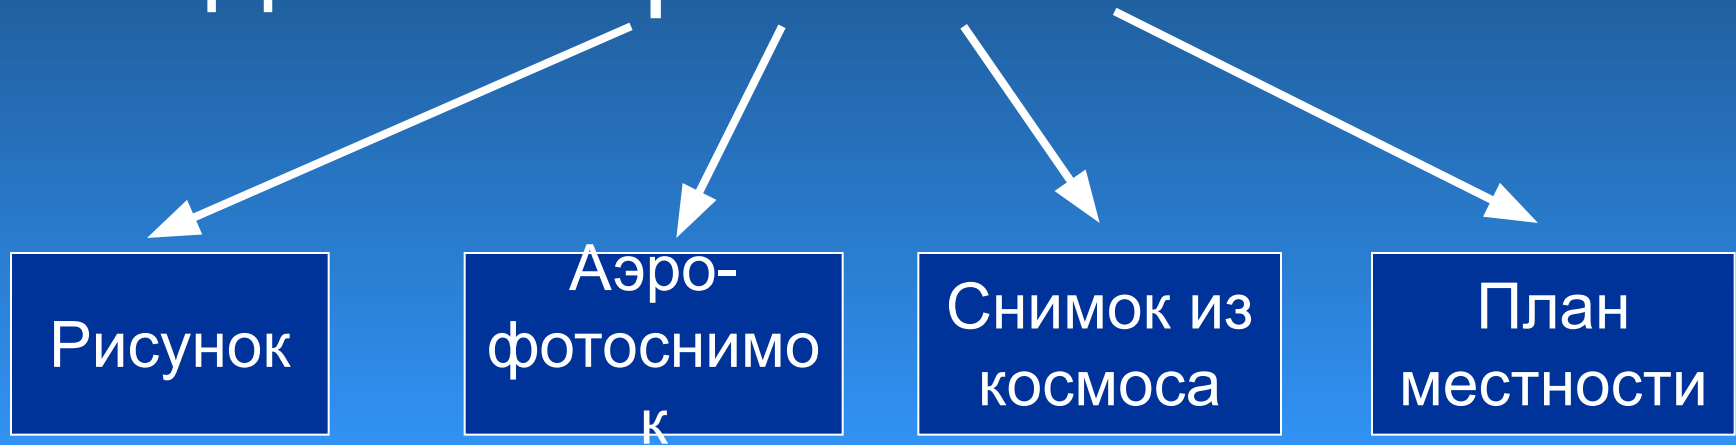 Рисунок
Аэро-
фотоснимо
к
Снимок из
космоса
План
местности